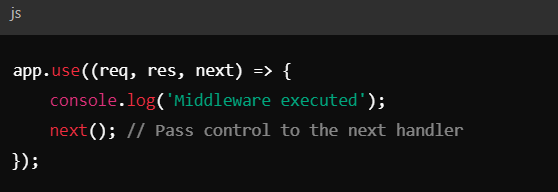 js
app.use((req, res, next) => {
    console.log('Middleware executed');
    next(); // Pass control to the next handler
});